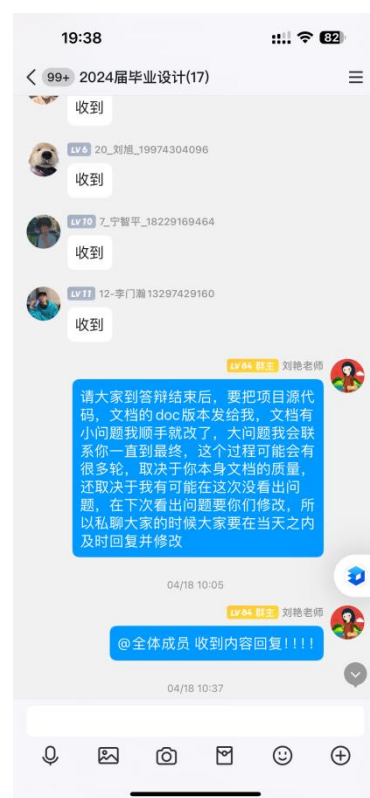 19:38
82
99+ 2024届毕业设计(17)
收到
LV6 20_刘旭_19974304096
收到
LV10 7_宁智平_18229169464
收到
LV11 12-李门瀚13297429160
收到
LV84 群主 刘艳老师
请大家到答辩结束后，要把项目源代
码，文档的doc版本发给我，文档有
小问题我顺手就改了，大问题我会联
系你一直到最终，这个过程可能会有
很多轮，取决于你本身文档的质量，
还取决于我有可能在这次没看出问
题，在下次看出问题要你们修改，所
以私聊大家的时候大家要在当天之内
及时回复并修改
04/18 10:05
LV84 群主 刘艳老师
@全体成员 收到内容回复!!!!
04/18 10:37